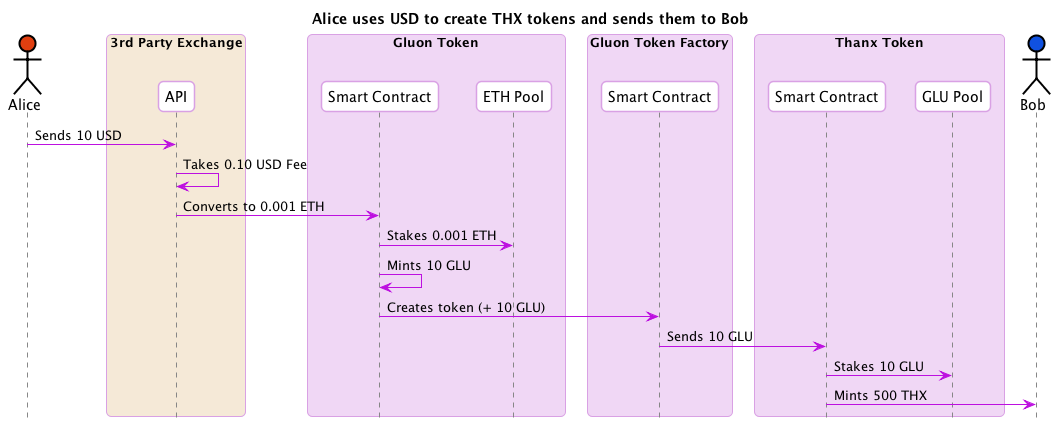 Alice uses USD to create THX tokens and sends them to Bob
3rd Party Exchange
Gluon Token
Gluon Token Factory
Thanx Token
Alice
API
Smart Contract
ETH Pool
Smart Contract
Smart Contract
GLU Pool
Bob
Sends 10 USD
Takes 0.10 USD Fee
Converts to 0.001 ETH
Stakes 0.001 ETH
Mints 10 GLU
Creates token (+ 10 GLU)
Sends 10 GLU
Stakes 10 GLU
Mints 500 THX